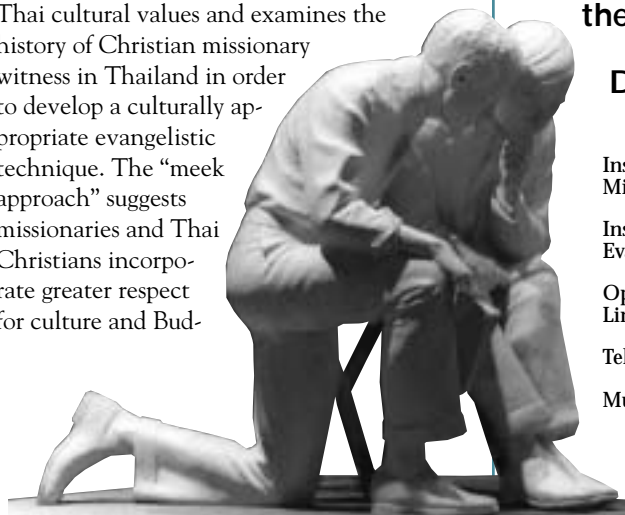 Thai cultural values and examines the
history of Christian missionary
witness in Thailand in order
to develop a culturally ap-
propriate evangelistic
technique. The “meek
approach” suggests
missionaries and Thai
Christians incorpo-
rate greater respect
for culture and Bud-
the
D
Ins
Mi
Ins
Ev
Op
Lin
Tel
Mu